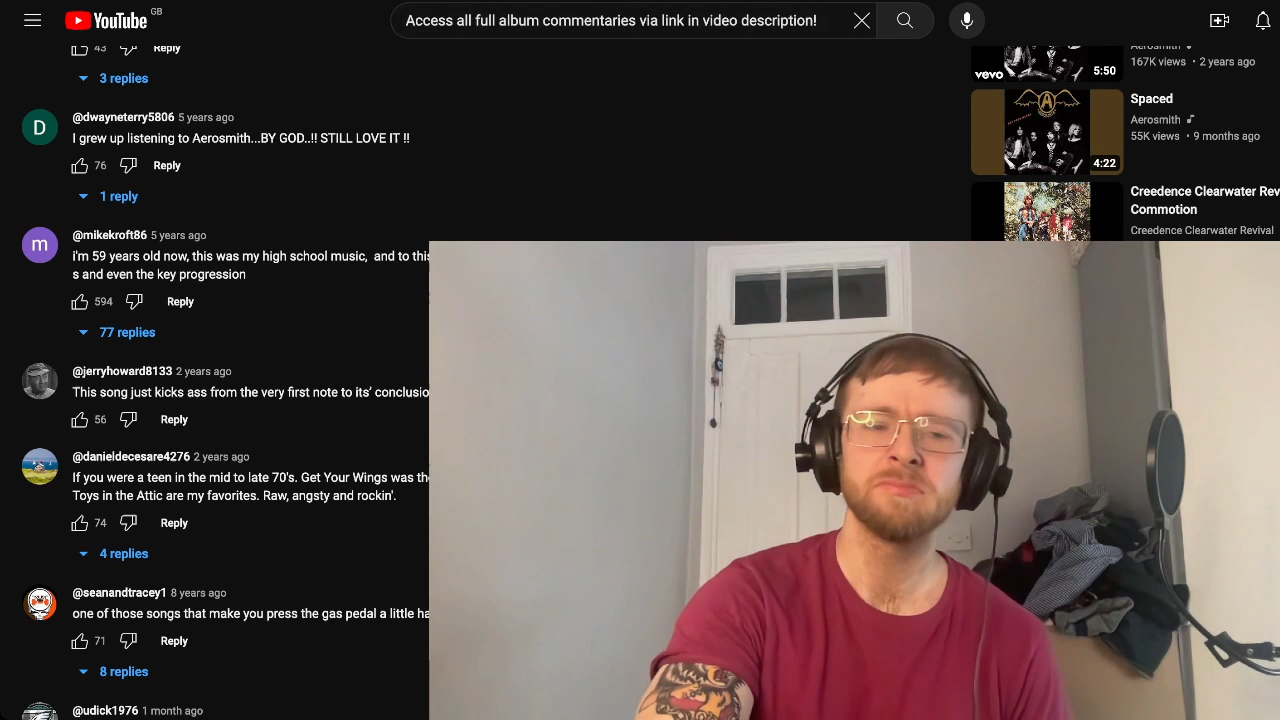 YouTube GB
Access all full album commentaries via link in video description!
43 Reply
3 replies
@dwayneterry5806 5 years ago
I grew up listening to Aerosmith...BY GOD..!! STILL LOVE IT !!
76 Reply
1 reply
@mikekroft86 5 years ago
i'm 59 years old now, this was my high school music, and to this
s and even the key progression
594 Reply
77 replies
@jerryhoward8133 2 years ago
This song just kicks ass from the very first note to its' conclusio
56 Reply
@danieldecesare4276 2 years ago
If you were a teen in the mid to late 70's. Get Your Wings was the
Toys in the Attic are my favorites. Raw, angsty and rockin'.
74 Reply
4 replies
@seanandtracey1 8 years ago
one of those songs that make you press the gas pedal a little ha
71 Reply
8 replies
@udick1976 1 month ago
Aerosmith
167K views • 2 years ago
vevo 5:50
Spaced
Aerosmith
55K views • 9 months ago
4:22
Creedence Clearwater Rev
Commotion
Creedence Clearwater Revival
D
m